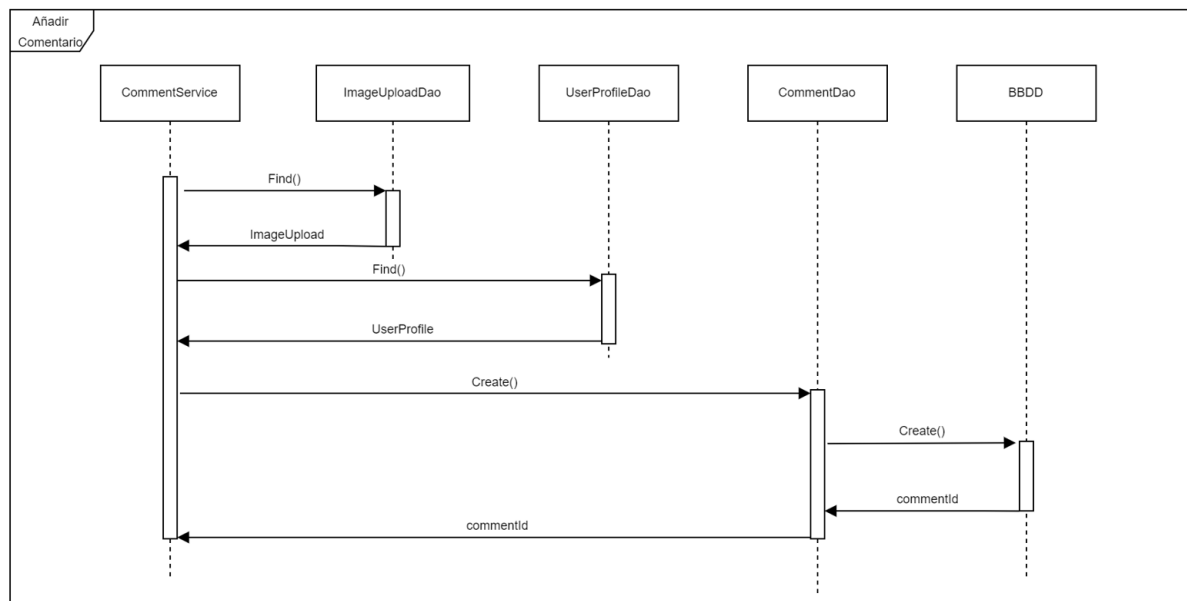 Añadir
Comentario
CommentService
ImageUploadDao
UserProfileDao
CommentDao
BBDD
Find()
ImageUpload
Find()
UserProfile
Create()
Create()
commentId
commentId